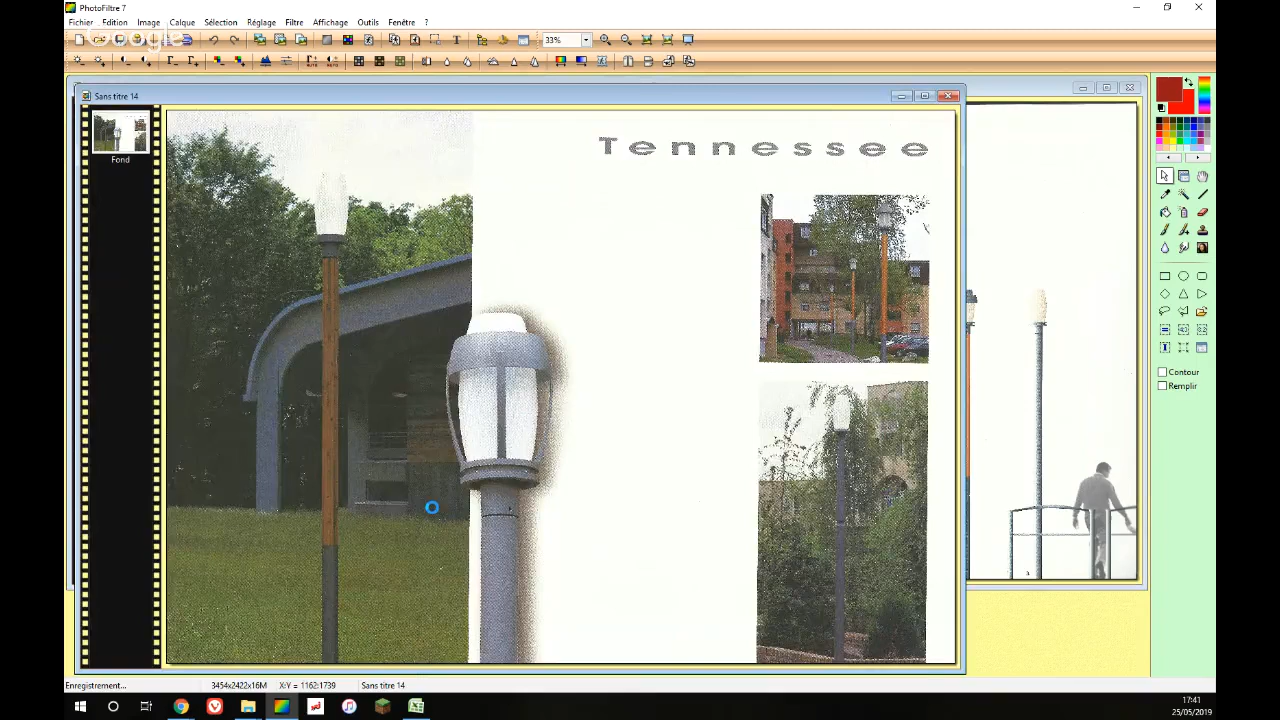 PhotoFiltre 7
Fichier Edition Image Calque Sélection Réglage Filtre Affichage Outils Fenêtre ?
Google
33%
Sans titre 14
Fond
Tennessee
Contour
Remplir
Enregistrement... 3454x2422x16M X:Y = 1162:1739 Sans titre 14
17:41
25/05/2019